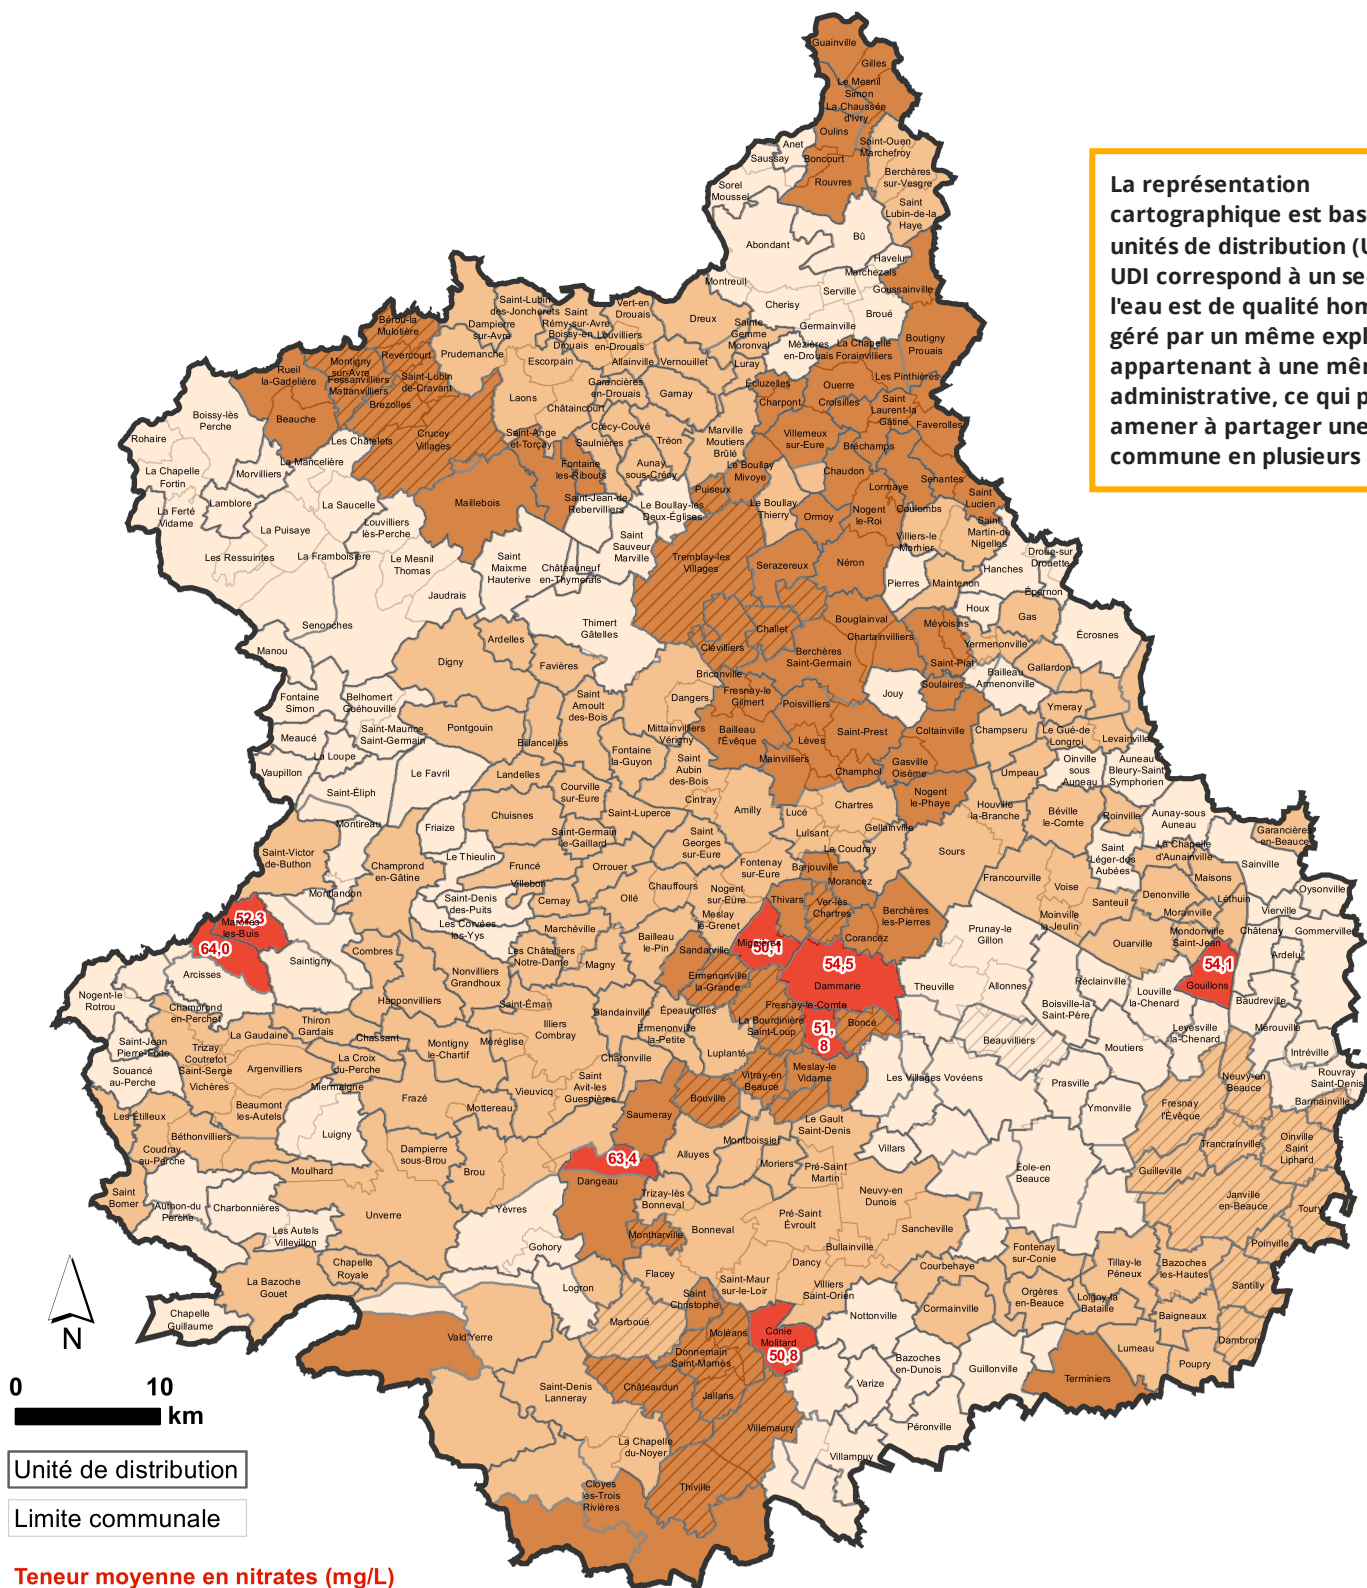 Guainville
Gilles
Le Mesnil
Simon
La Chaussée
d'Ivry
Oulins
Anet
Saussay
Boncourt
Saint-Ouen
Marchefroy
Rouvres
Berchères
sur-Vesgre
Sorel
Moussel
Saint
Lubin-de-la
Haye
Abondant
Bû
Havelu
Marchezais
Montreuil
Serville
Goussainville
Cherisy
Broué
Germainville
La représentation
cartographique est bas
unités de distribution (U
UDI correspond à un se
l'eau est de qualité hom
géré par un même expl
appartenant à une mêm
administrative, ce qui p
amener à partager une
commune en plusieurs
Saint-Lubin
des-Joncherets
Saint
Rémy-sur-Avre
Vert-en
Drouais
Dreux
Sainte
Gemme
Moronval
Bérou-la
Mulotière
Dampierre
sur-Avre
Boissy-en
Drouais
Louvilliers
en-Drouais
Mézières
en-Drouais
La Chapelle
Forainvilliers
Boutigny
Prouais
Revercourt
Prudemanche
Escorpain
Allainville
Vernouillet
Luray
Rueil
la-Gadelière
Montigny
sur-Avre
Fessanvilliers
Mattanvilliers
Saint-Lubin
de-Cravant
Garancières
en-Drouais
Garnay
Écluzelles
Charpont
Ouerre
Les Pinthières
Croisilles
Saint
Laurent-la
Gâtine
Brezolles
Laons
Châtaincourt
Boissy-lès
Perche
Beauche
Crécy-Couvé
Marville
Moutiers
Brûlé
Villemeux
sur-Eure
Faverolles
Rohaire
Les Châtelets
Crucey
Villages
Saint-Ange
et-Torçay
Saulnières
Tréon
Bréchamps
La Mancelière
Fontaine
les-Ribouts
Aunay
sous-Crécy
Le Boullay
Mivoye
Chaudon
Senantes
La Chapelle
Fortin
Morvilliers
Puiseux
Lormaye
Saint
Lucien
Maillebois
Saint-Jean-de
Rebervilliers
Le Boullay-les
Deux-Églises
Le Boullay
Thierry
Ormoy
Nogent
le-Roi
Coulombs
La Ferté
Vidame
Lamblore
La Saucelle
La Puisaye
Louvilliers
lès-Perche
Saint
Sauveur
Marville
Villiers-le
Morhier
Saint
Martin-de
Nigelles
Les Ressuintes
La Framboisière
Le Mesnil
Thomas
Saint
Maixme
Hauterive
Châteauneuf
en-Thymerais
Tremblay-les
Villages
Serazereux
Néron
Droue-sur
Drouette
Hanches
Pierres
Maintenon
Épernon
Jaudrais
Houx
Gas
Senonches
Thimert
Gâtelles
Challet
Bouglainval
Chartainvilliers
Mévoisins
Écrosnes
Manou
Ardelles
Clévilliers
Yermenonville
Digny
Favières
Berchères
Saint-Germain
Saint-Piat
Gallardon
Briconville
Bailleau
Armenonville
Fontaine
Simon
Belhomert
Guéhouville
Saint
Arnoult
des-Bois
Dangers
Fresnay-le
Gilmert
Poisvilliers
Jouy
Soulaires
Ymeray
Meaucé
Saint-Maurice
Saint-Germain
Pontgouin
Mittainvilliers
Vérigny
Bailleau
l'Évêque
Lèves
Saint-Prest
Coltainville
Champseru
Le Gué-de
Longroi
Levainville
Billancelles
Fontaine
la-Guyon
La Loupe
Mainvilliers
Gasville
Oisème
Oinville
sous
Auneau
Auneau
Bleury-Saint
Symphorien
Vaupillon
Le Favril
Landelles
Saint
Aubin
des-Bois
Champhol
Umpeau
Saint-Éliph
Courville
sur-Eure
Cintray
Amilly
Nogent
le-Phaye
Houville
la-Branche
Béville
le-Comte
Roinville
Aunay-sous
Auneau
Montireau
Friaize
Chuisnes
Saint-Luperce
Lucé
Chartres
Saint-Germain
le-Gaillard
Saint
Georges
sur-Eure
Luisant
Gellainville
Garancières
en-Beauce
Saint-Victor
de-Buthon
Le Coudray
Saint
Léger-des
Aubées
La Chapelle
d'Aunainville
Champrond
en-Gâtine
Le Thieulin
Fruncé
Orrouer
Fontenay
sur-Eure
Barjouville
Sours
Sainville
Francourville
Maisons
Montlandon
Villebon
Chauffours
Morancez
Voise
Oysonville
Saint-Denis
des-Puits
Cernay
Ollé
Nogent
sur-Eure
Thivars
Ver-lès
Chartres
Santeuil
Denonville
Léthuin
Vierville
52,3
Marolles
les-Buis
Les Corvées
les-Yys
Marchéville
Meslay
le-Grenet
Berchères
les-Pierres
Moinville
la-Jeulin
Morainville
Châtenay
Gommerville
64,0
Saintigny
Combres
Les Châtelliers
Notre-Dame
Bailleau
le-Pin
Sandarville
Mignières
50,1
Corancez
Prunay-le
Gillon
Ouarville
Mondonville
Saint-Jean
Ardelu
Arcisses
Nonvilliers
Grandhoux
Magny
Ermenonville
la-Grande
54,5
Dammarie
Theuville
Allonnes
Réclainville
54,1
Gouillons
Nogent-le
Rotrou
Happonvilliers
Saint-Éman
Blandainville
Épeautrolles
Fresnay-le-Comte
Boisville-la
Saint-Père
Louville
la-Chenard
Baudreville
Champrond
en-Perchet
Thiron
Gardais
Illiers
Combray
Ermenonville
la-Petite
La Bourdinière
Saint-Loup
51,
8
Boncé
Beauvilliers
Levesville
la-Chenard
Mérouville
La Gaudaine
Chassant
Montigny
le-Chartif
Méréglise
Charonville
Luplanté
Moutiers
Intréville
Saint-Jean
Pierre-Fixte
Trizay
Coutretot
Saint-Serge
Argenvilliers
La Croix
du-Perche
Vitray-en
Beauce
Meslay-le
Vidame
Les Villages Vovéens
Prasville
Neuvy-en
Beauce
Rouvray
Saint-Denis
Souancé
au-Perche
Vichères
Miermaigne
Frazé
Vieuvicq
Saint
Avit-les
Guespières
Bouville
Ymonville
Fresnay
l'Évêque
Barmainville
Les Étilleux
Beaumont
les-Autels
Mottereau
Saumeray
Le Gault
Saint-Denis
Béthonvilliers
Luigny
Montboissier
Trancrainville
Oinville
Saint
Liphard
Coudray
au-Perche
Dampierre
sous-Brou
63,4
Alluyes
Villars
Moulhard
Brou
Moriers
Pré-Saint
Martin
Éole-en
Beauce
Guilleville
Saint
Bomer
Dangeau
Trizay-lès
Bonneval
Neuvy-en
Dunois
Janville
en-Beauce
Authon-du
Perche
Charbonnières
Unverre
Yèvres
Toury
Les Autels
Villevillon
Montharville
Bonneval
Pré-Saint
Évroult
Sancheville
Gohory
Bullainville
Poinville
Chapelle
Royale
Dancy
Fontenay
sur-Conie
Tillay-le
Péneux
Bazoches
les-Hautes
La Bazoche
Gouet
Logron
Flacey
Saint-Maur
sur-le-Loir
Courbehaye
Santilly
Saint
Christophe
Villiers
Saint-Orien
Cormainville
Orgères
en-Beauce
Loigny-la
Bataille
Chapelle
Guillaume
Marboué
Nottonville
Baigneaux
N
Vald'Yerre
Moléans
Conie
Molitard
Dambron
Donnemain
Saint-Mamès
50,8
Bazoches
en-Dunois
Guillonville
Lumeau
Poupry
0 10
km
Saint-Denis
Lanneray
Châteaudun
Jallans
Varize
Terminiers
Villemaury
Péronville
La Chapelle
du-Noyer
Villampuy
Unité de distribution
Cloyes
les-Trois
Rivières
Thiville
Limite communale
Teneur moyenne en nitrates (mg/L)